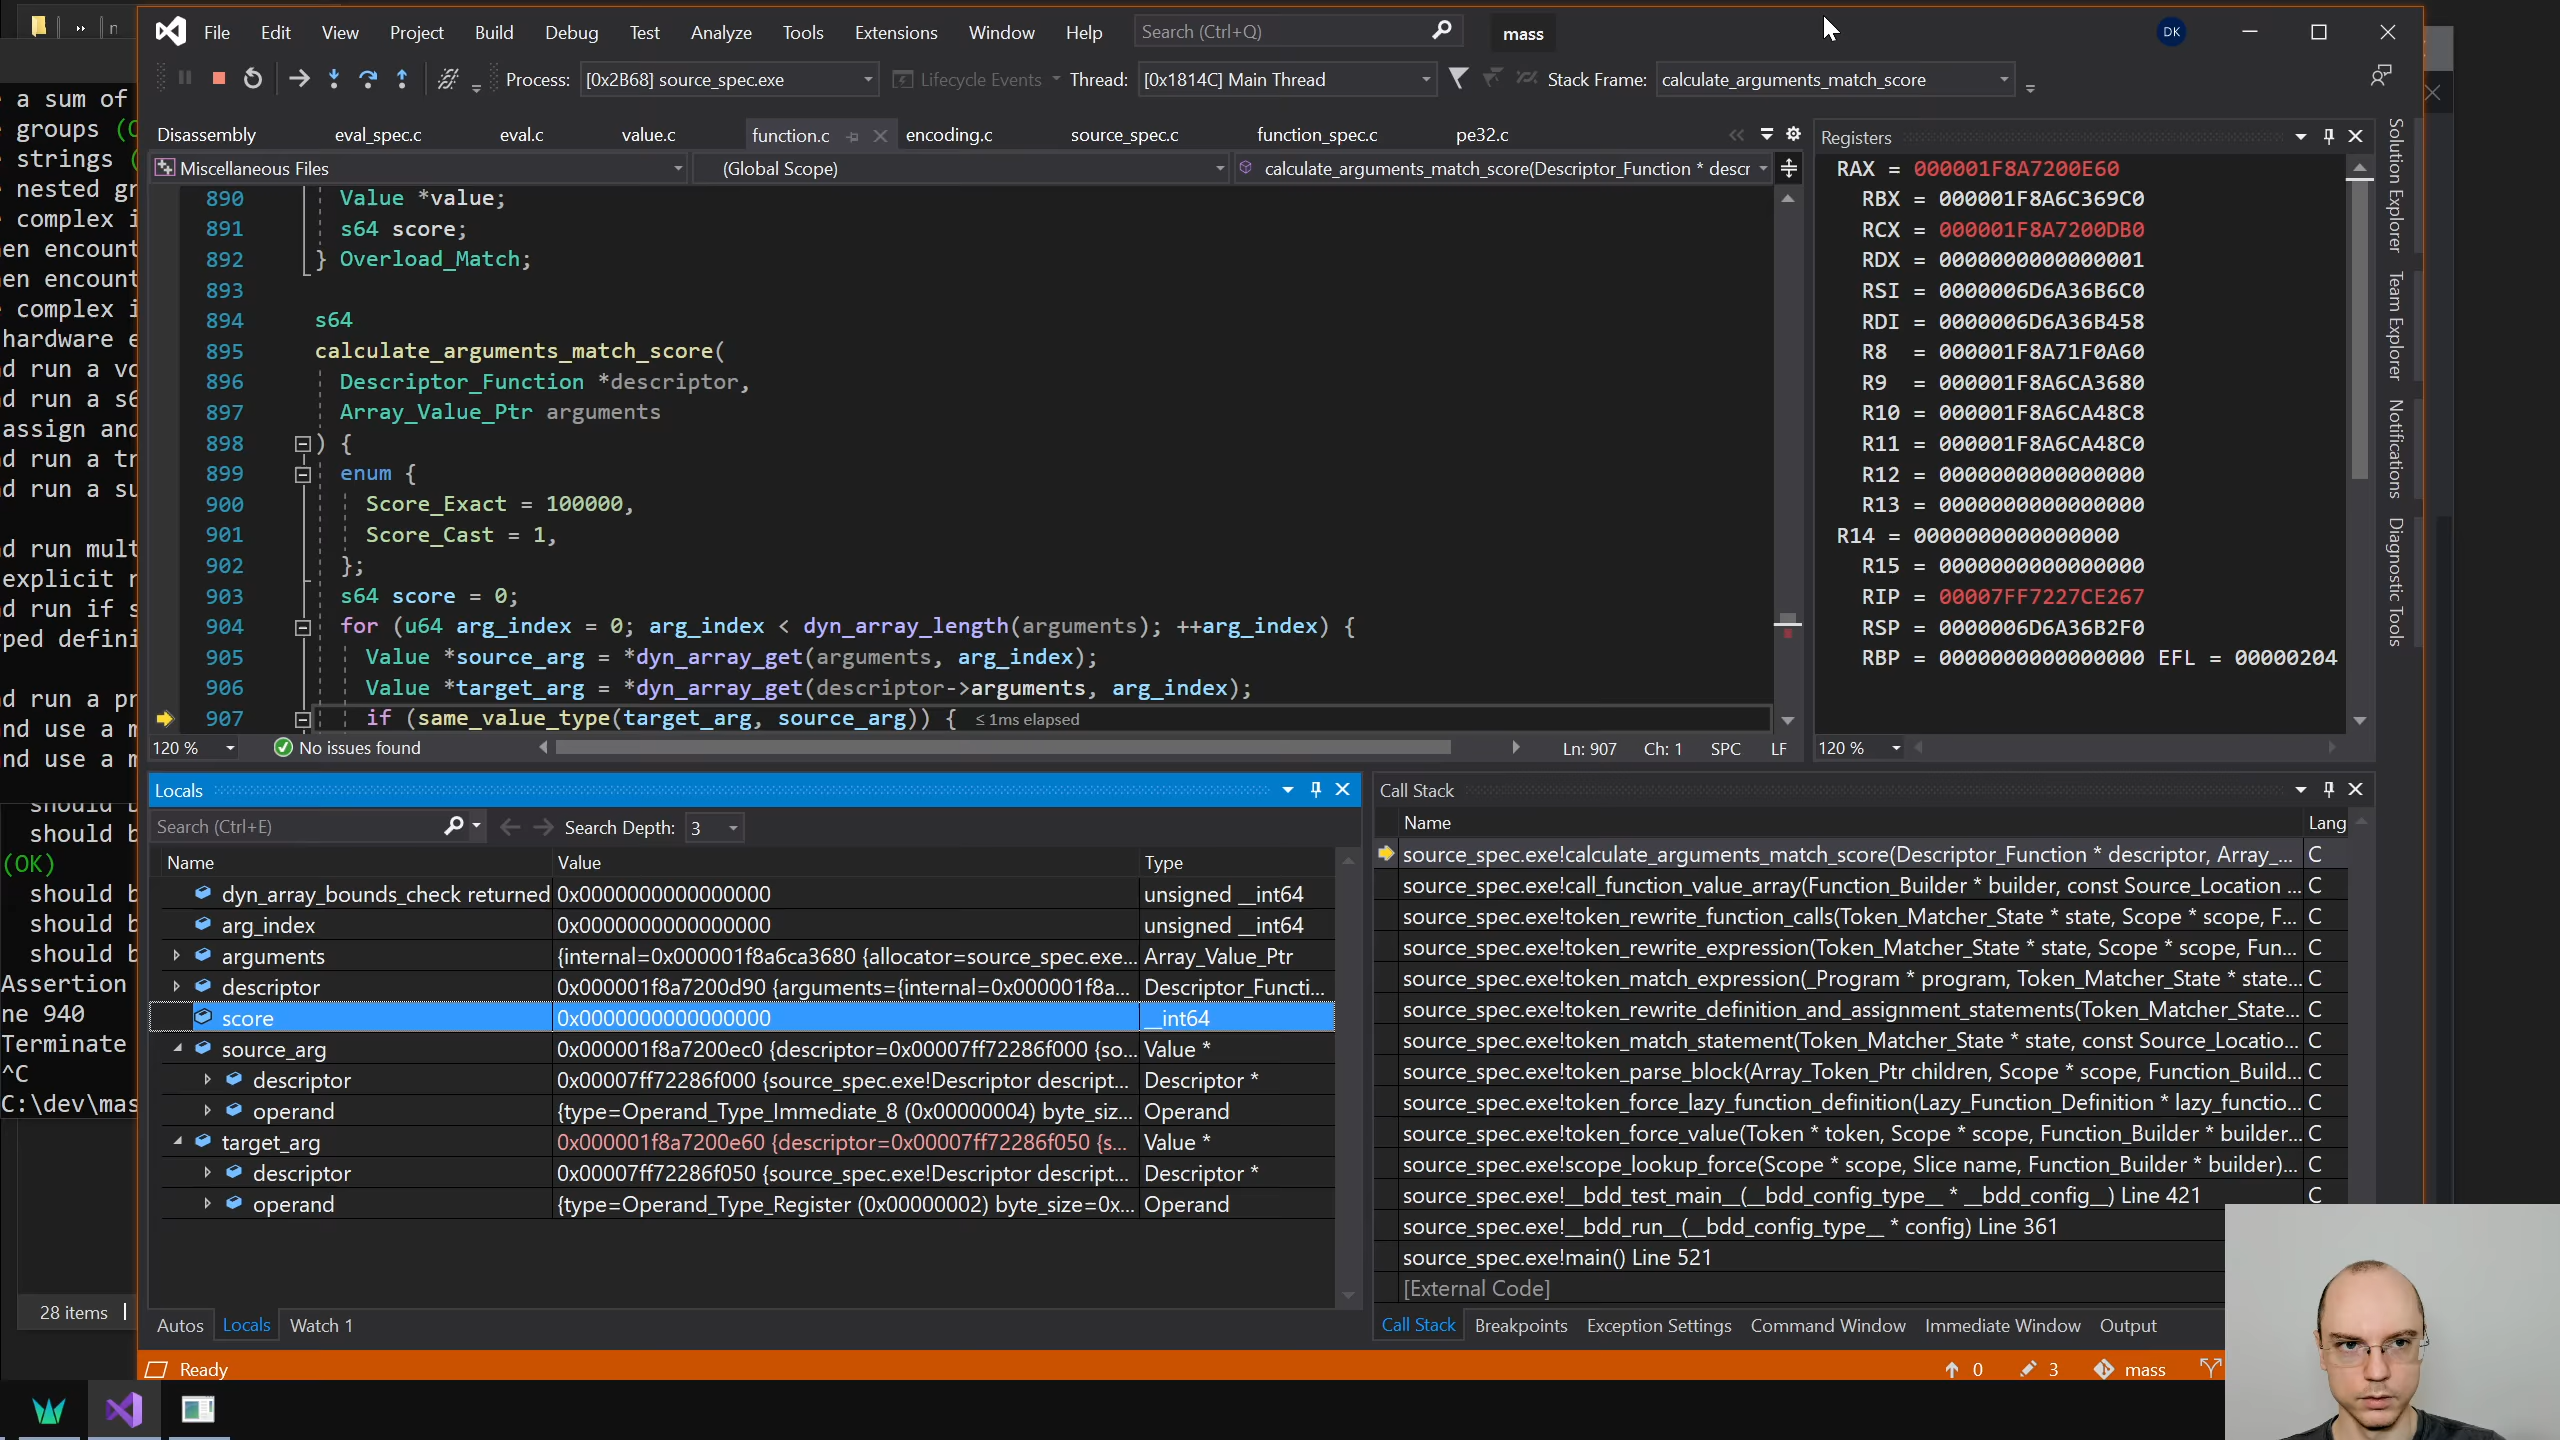 File Edit View Project Build Debug Test Analyze Tools Extensions Window Help Search (Ctrl+Q) mass DK
Process: [0x2B68] source_spec.exe Lifecycle Events Thread: [0x1814C] Main Thread Stack Frame: calculate_arguments_match_score
Disassembly eval_spec.c eval.c value.c function.c encoding.c source_spec.c function_spec.c pe32.c
Miscellaneous Files (Global Scope) calculate_arguments_match_score(Descriptor_Function * descr
890 Value *value;
891 s64 score;
892 } Overload_Match;
893
894 s64
895 calculate_arguments_match_score(
896 Descriptor_Function *descriptor,
897 Array_Value_Ptr arguments
898 ) {
899 enum {
900 Score_Exact = 100000,
901 Score_Cast = 1,
902 };
903 s64 score = 0;
904 for (u64 arg_index = 0; arg_index < dyn_array_length(arguments); ++arg_index) {
905 Value *source_arg = *dyn_array_get(arguments, arg_index);
906 Value *target_arg = *dyn_array_get(descriptor->arguments, arg_index);
907 if (same_value_type(target_arg, source_arg)) { ≤ 1ms elapsed
120 % No issues found Ln: 907 Ch: 1 SPC LF
Registers
RAX = 000001F8A7200E60
RBX = 000001F8A6C369C0
RCX = 000001F8A7200DB0
RDX = 0000000000000001
RSI = 0000006D6A36B6C0
RDI = 0000006D6A36B458
R8 = 000001F8A71F0A60
R9 = 000001F8A6CA3680
R10 = 000001F8A6CA48C8
R11 = 000001F8A6CA48C0
R12 = 0000000000000000
R13 = 0000000000000000
R14 = 0000000000000000
R15 = 0000000000000000
RIP = 00007FF7227CE267
RSP = 0000006D6A36B2F0
RBP = 0000000000000000 EFL = 00000204
120 %
Solution Explorer
Team Explorer
Notifications
Diagnostic Tools
Locals
Search (Ctrl+E) Search Depth: 3
Name Value Type
dyn_array_bounds_check returned 0x0000000000000000 unsigned __int64
arg_index 0x0000000000000000 unsigned __int64
arguments {internal=0x000001f8a6ca3680 {allocator=source_spec.exe... Array_Value_Ptr
descriptor 0x000001f8a7200d90 {arguments={internal=0x000001f8a... Descriptor_Functi...
score 0x0000000000000000 __int64
source_arg 0x000001f8a7200ec0 {descriptor=0x00007ff72286f000 {so... Value *
descriptor 0x00007ff72286f000 {source_spec.exe!Descriptor descript... Descriptor *
operand {type=Operand_Type_Immediate_8 (0x00000004) byte_siz... Operand
target_arg 0x000001f8a7200e60 {descriptor=0x00007ff72286f050 {s... Value *
descriptor 0x00007ff72286f050 {source_spec.exe!Descriptor descript... Descriptor *
operand {type=Operand_Type_Register (0x00000002) byte_size=0x... Operand
Autos Locals Watch 1
Call Stack
Name Lang
source_spec.exe!calculate_arguments_match_score(Descriptor_Function * descriptor, Array_... C
source_spec.exe!call_function_value_array(Function_Builder * builder, const Source_Location ... C
source_spec.exe!token_rewrite_function_calls(Token_Matcher_State * state, Scope * scope, F... C
source_spec.exe!token_rewrite_expression(Token_Matcher_State * state, Scope * scope, Fun... C
source_spec.exe!token_match_expression(_Program * program, Token_Matcher_State * state... C
source_spec.exe!token_rewrite_definition_and_assignment_statements(Token_Matcher_State... C
source_spec.exe!token_match_statement(Token_Matcher_State * state, const Source_Locatio... C
source_spec.exe!token_parse_block(Array_Token_Ptr children, Scope * scope, Function_Build... C
source_spec.exe!token_force_lazy_function_definition(Lazy_Function_Definition * lazy_functio... C
source_spec.exe!token_force_value(Token * token, Scope * scope, Function_Builder * builder... C
source_spec.exe!scope_lookup_force(Scope * scope, Slice name, Function_Builder * builder)... C
source_spec.exe!__bdd_test_main__(__bdd_config_type__ * __bdd_config__) Line 421 C
source_spec.exe!__bdd_run__(__bdd_config_type__ * config) Line 361
source_spec.exe!main() Line 521
[External Code]
Call Stack Breakpoints Exception Settings Command Window Immediate Window Output
Ready 0 3 mass
a sum of
groups (
strings (
nested gr
complex i
hen encount
hen encount
complex i
hardware e
d run a vo
d run a s6
assign and
d run a tr
d run a su
d run mult
explicit r
d run if s
ped defini
d run a pr
nd use a m
nd use a m
should b
should b
(OK)
should b
should b
should b
Assertion
ne 940
Terminate
^C
C:\dev\mas
28 items